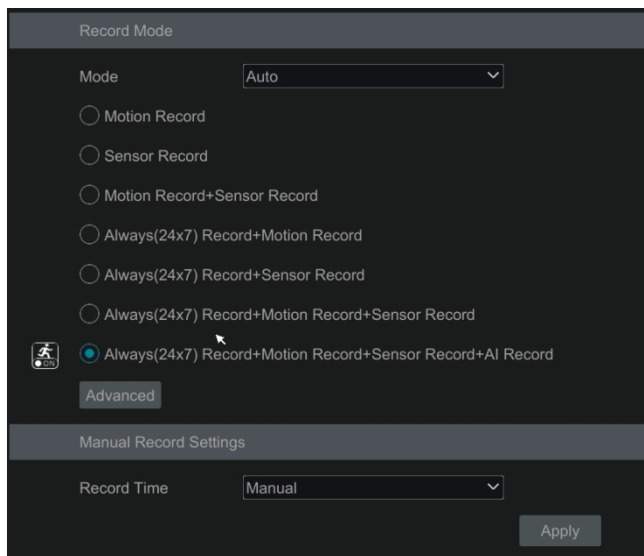 Record Mode
Mode Auto
Motion Record
Sensor Record
Motion Record+Sensor Record
Always(24x7) Record+Motion Record
Always(24x7) Record+Sensor Record
Always(24x7) Record+Motion Record+Sensor Record
ON Always(24x7) Record+Motion Record+Sensor Record+AI Record
Advanced
Manual Record Settings
Record Time Manual
Apply